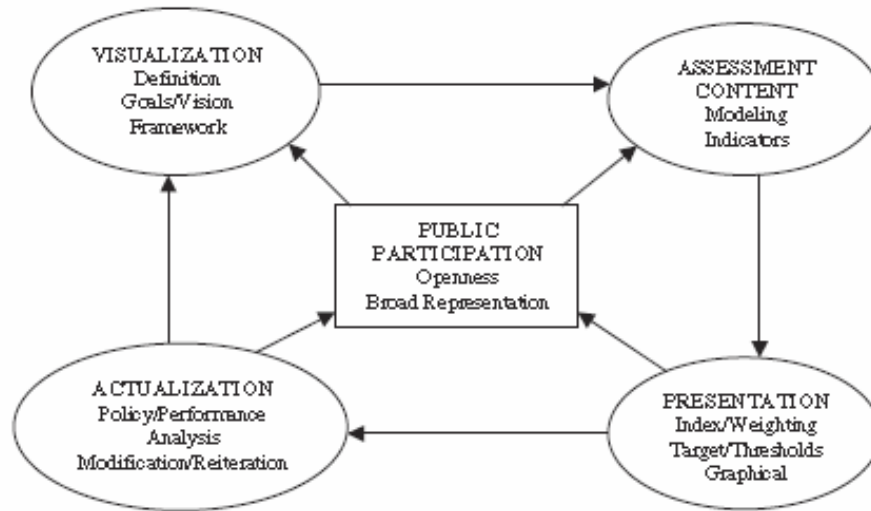 VISUALIZATION
Definition
Goals/Vision
Framework
ASSESSMENT
CONTENT
Modeling
Indicators
PUBLIC
PARTICIPATION
Openness
Broad Representation
ACTUALIZATION
Policy/Performance
Analysis
Modification/Reiteration
PRESENTATION
Index/Weighting
Target/Thresholds
Graphical